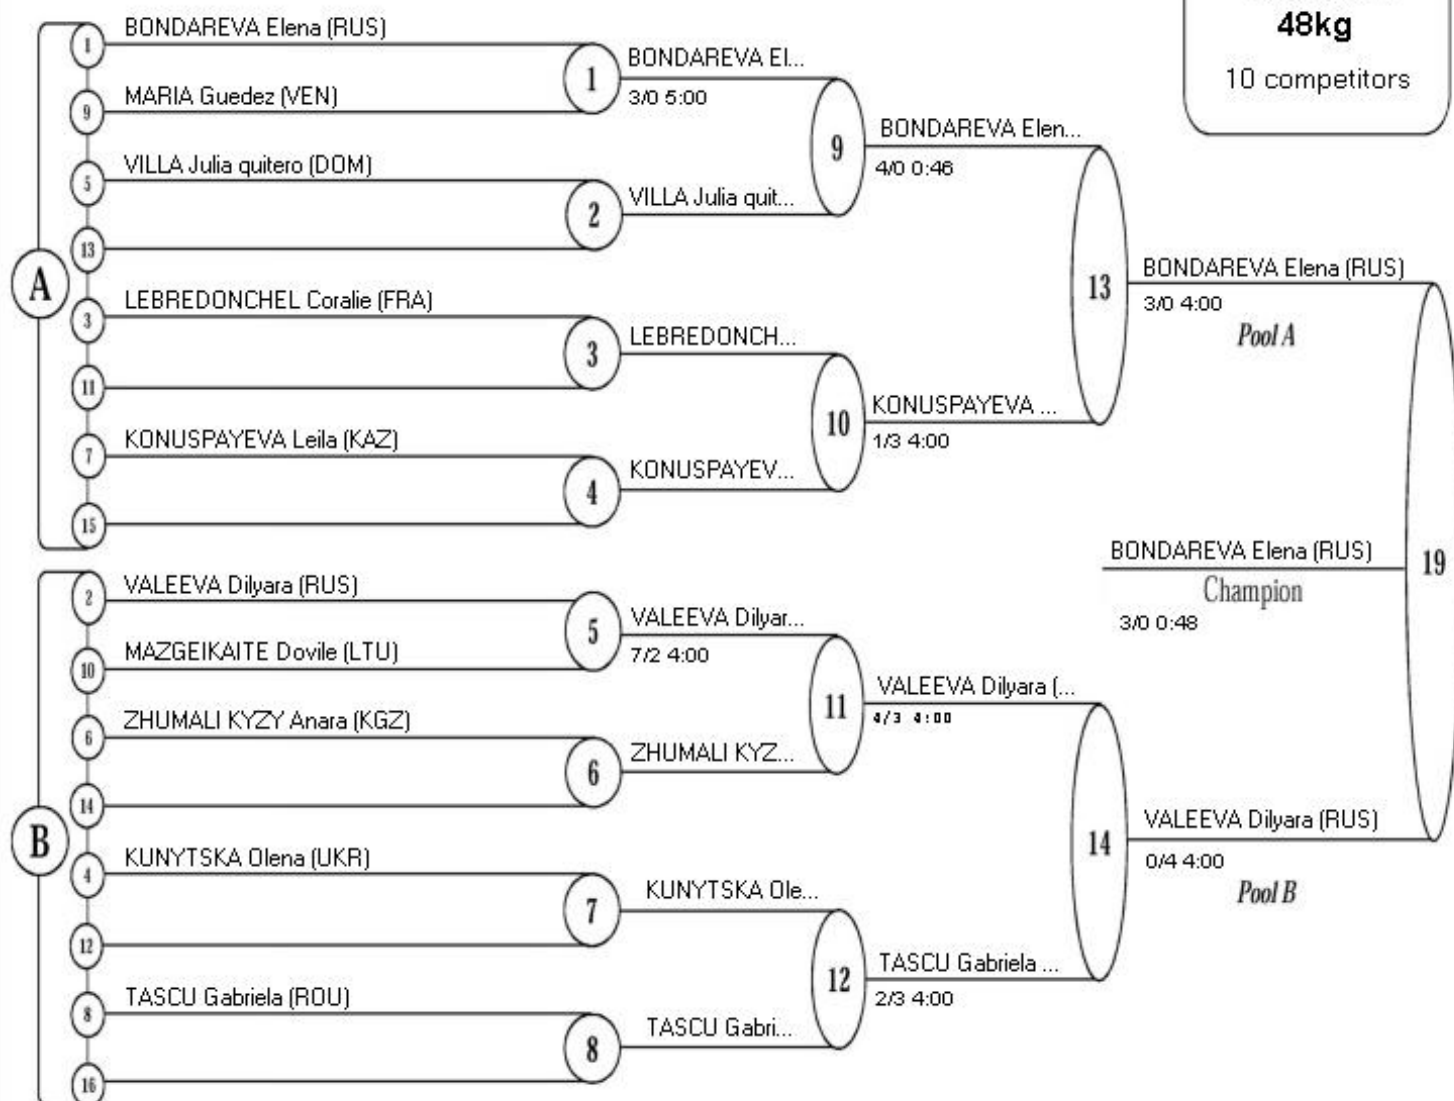 48kg
10 competitors
A
1
BONDAREVA Elena (RUS)
9
MARIA Guedez (VEN)
5
VILLA Julia quitero (DOM)
13
3
LEBREDONCHEL Coralie (FRA)
11
7
KONUSPAYEVA Leila (KAZ)
15
1
BONDAREVA El...
3/0 5:00
2
VILLA Julia quit...
3
LEBREDONCH...
4
KONUSPAYEV...
9
BONDAREVA Elen...
4/0 0:46
10
KONUSPAYEVA ...
1/3 4:00
13
BONDAREVA Elena (RUS)
3/0 4:00
Pool A
B
2
VALEEVA Dilyara (RUS)
10
MAZGEIKAITE Dovile (LTU)
6
ZHUMALI KYZY Anara (KGZ)
14
4
KUNYTSKA Olena (UKR)
12
8
TASCU Gabriela (ROU)
16
5
VALEEVA Dilyar...
7/2 4:00
6
ZHUMALI KYZ...
7
KUNYTSKA Ole...
8
TASCU Gabri...
11
VALEEVA Dilyara (...
4/3 4:00
12
TASCU Gabriela ...
2/3 4:00
14
VALEEVA Dilyara (RUS)
0/4 4:00
Pool B
19
BONDAREVA Elena (RUS)
Champion
3/0 0:48